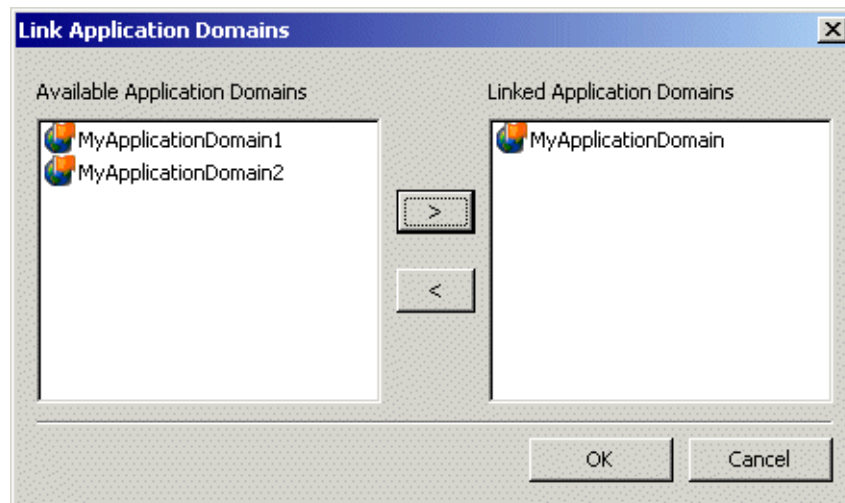 Link Application Domains
Available Application Domains
Linked Application Domains
MyApplicationDomain1
MyApplicationDomain2
MyApplicationDomain
>
<
OK
Cancel